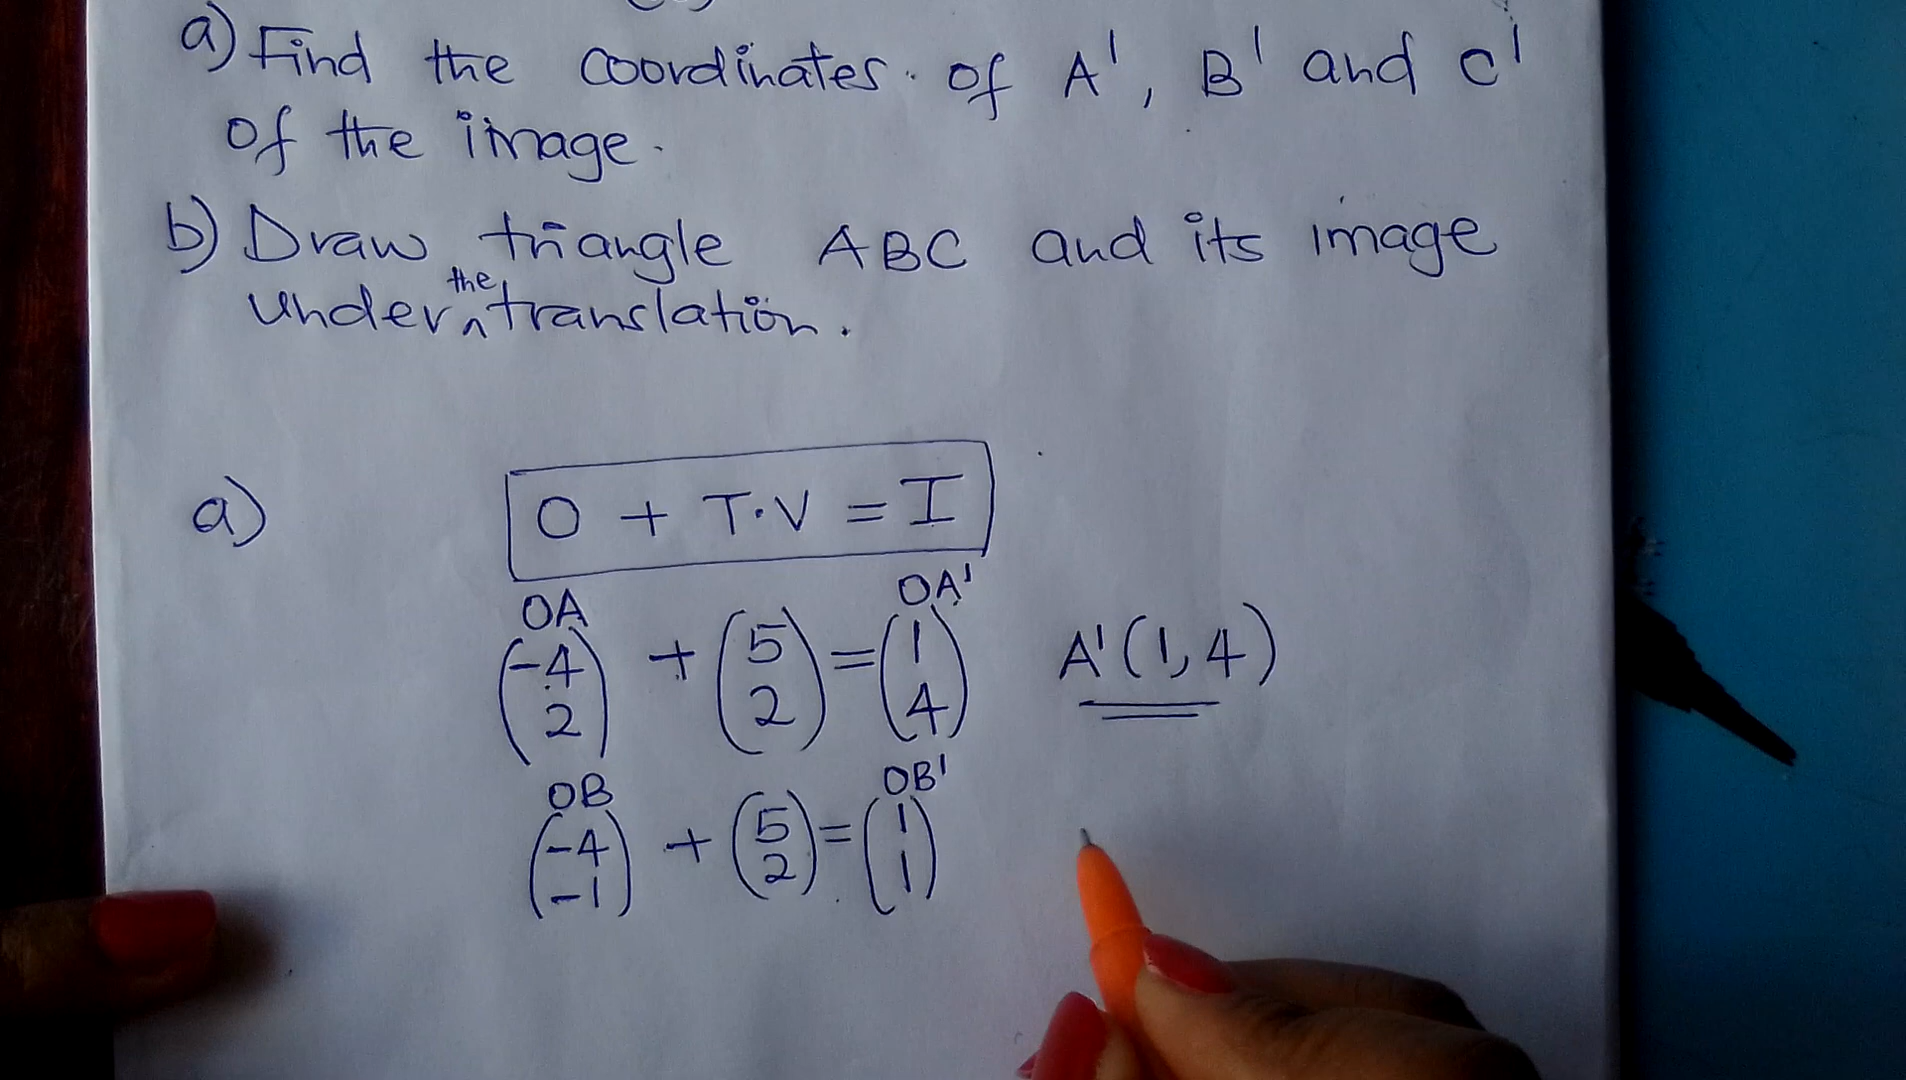 a) Find the coordinates of A', B' and C'
of the image.
b) Draw triangle ABC and its image
under the translation.
a) O + T.V = I
OA OA'
(-4 2) + (5 2) = (1 4) A'(1,4)
OB OB'
(-4 -1) + (5 2) = (1 1)